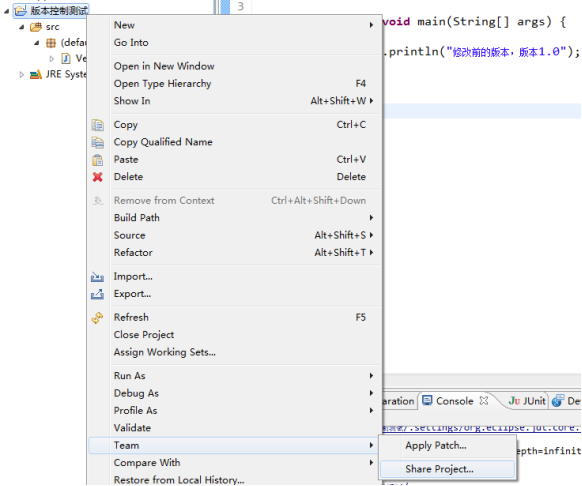 版本控制测试
src
(defau
Ve
JRE Syste
3
void main(String[] args) {
.println("修改前的版本，版本1.0");
New
Go Into
Open in New Window
Open Type Hierarchy F4
Show In Alt+Shift+W
Copy Ctrl+C
Copy Qualified Name
Paste Ctrl+V
Delete Delete
Remove from Context Ctrl+Alt+Shift+Down
Build Path
Source Alt+Shift+S
Refactor Alt+Shift+T
Import...
Export...
Refresh F5
Close Project
Assign Working Sets...
Run As
Debug As
Profile As
Validate
Team
Compare With
Restore from Local History...
Apply Patch...
Share Project...
aration Console JUnit De
/.settings/org.eclipse.jdt.core.
epth=infinit